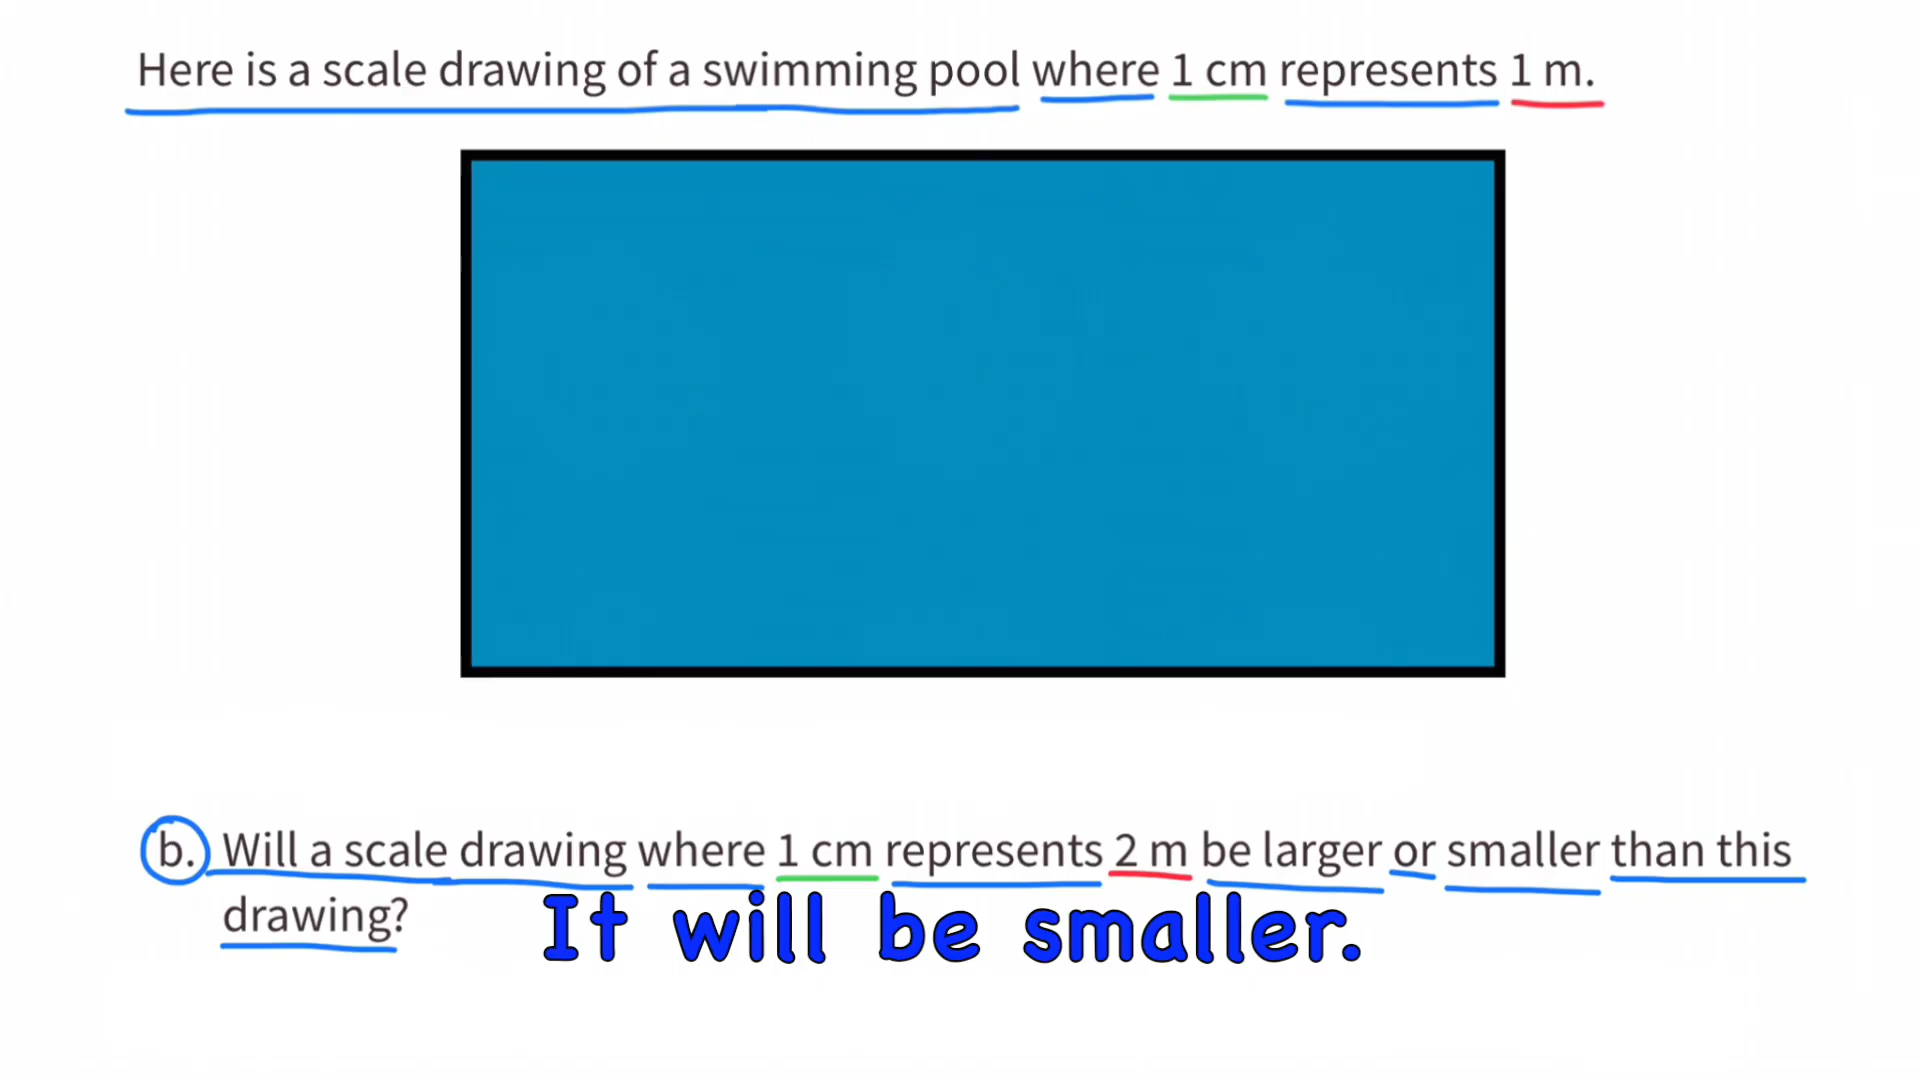 Here is a scale drawing of a swimming pool where 1 cm represents 1 m.
b. Will a scale drawing where 1 cm represents 2 m be larger or smaller than this
drawing?
It will be smaller.